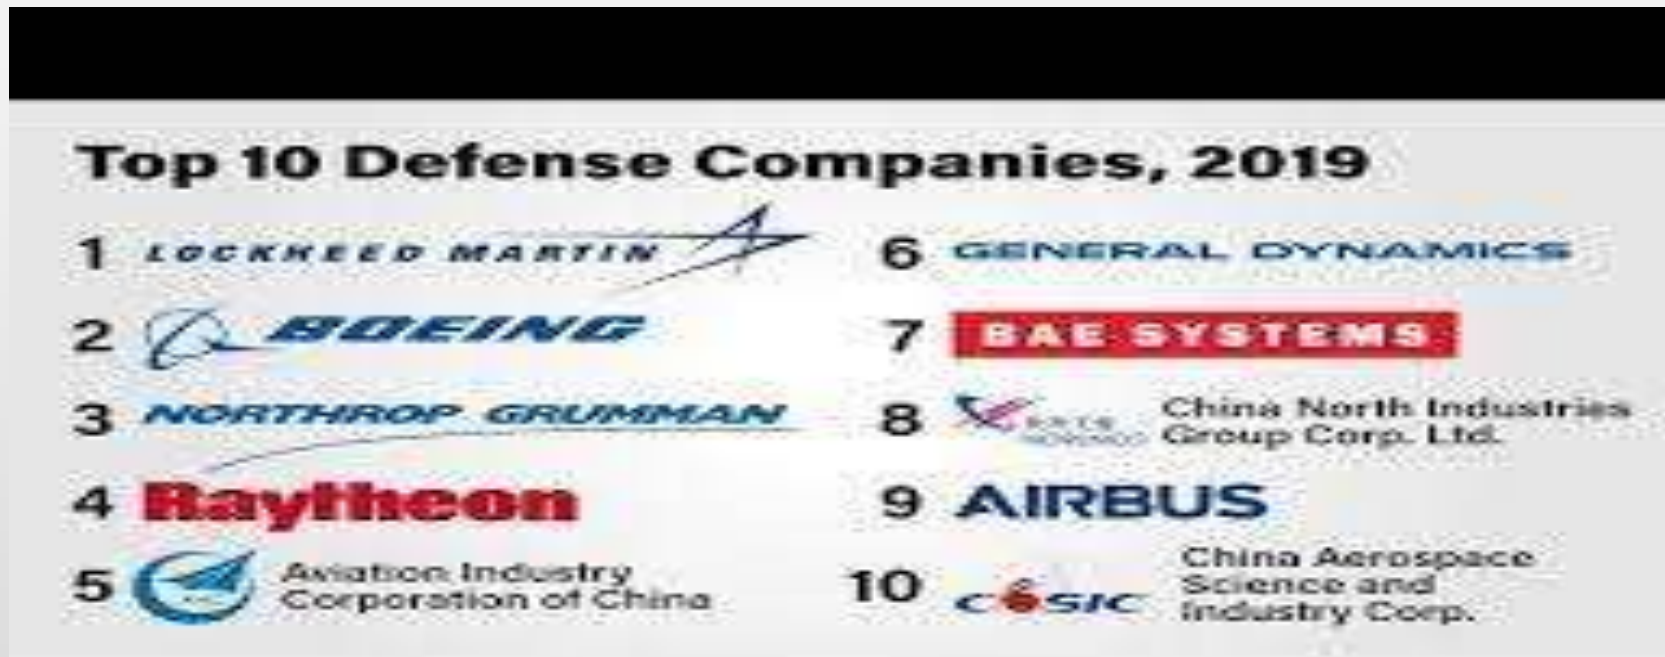 Top 10 Defense Companies, 2019
1 LOCKHEED MARTIN
2 BOEING
3 NORTHROP GRUMMAN
4 Raytheon
5 Aviation Industry
Corporation of China
6 GENERAL DYNAMICS
7 BAE SYSTEMS
8 China North Industries
Group Corp. Ltd.
9 AIRBUS
10 CASIC China Aerospace
Science and
Industry Corp.